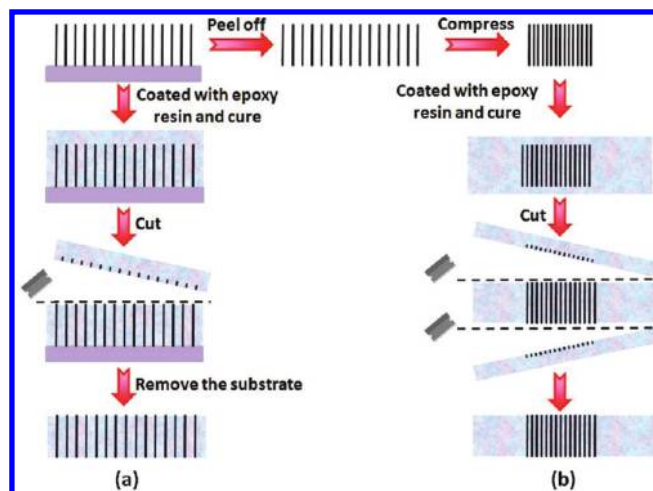 Peel off
Compress
Coated with epoxy
resin and cure
Coated with epoxy
resin and cure
Cut
Cut
Remove the substrate
(a)
(b)